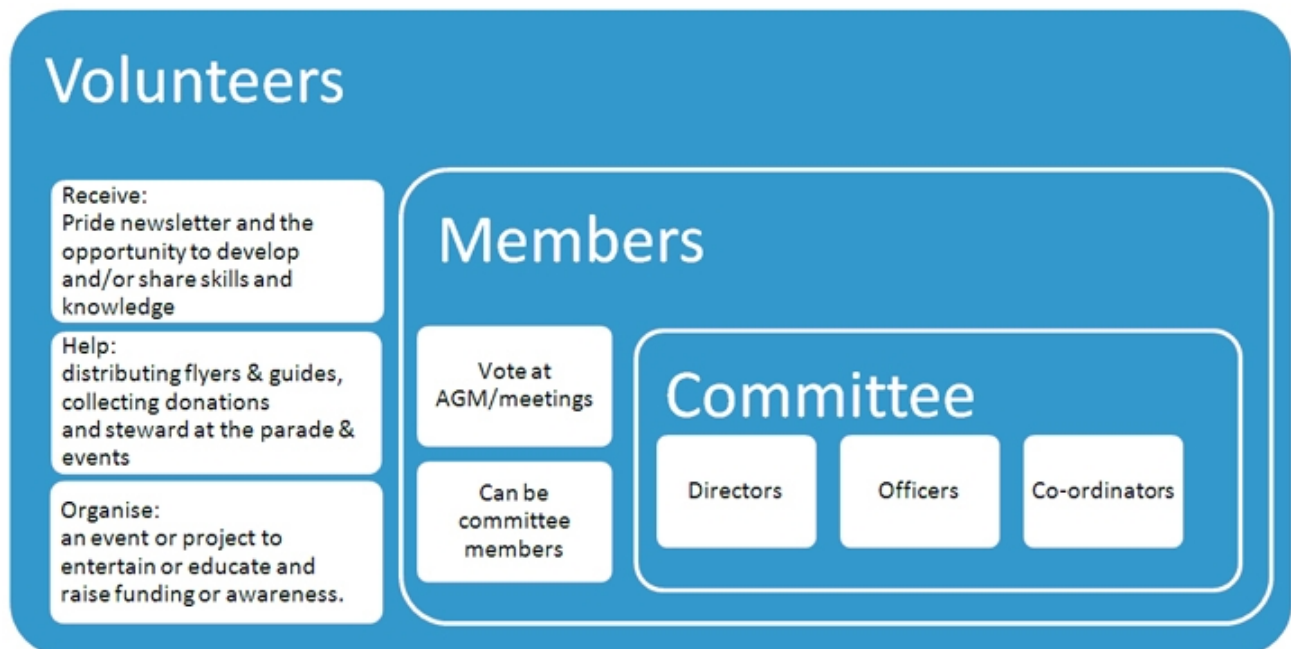 Volunteers
Receive:
Pride newsletter and the
opportunity to develop
and/or share skills and
knowledge
Help:
distributing flyers & guides,
collecting donations
and steward at the parade &
events
Organise:
an event or project to
entertain or educate and
raise funding or awareness.
Members
Vote at
AGM/meetings
Can be
committee
members
Committee
Directors
Officers
Co-ordinators